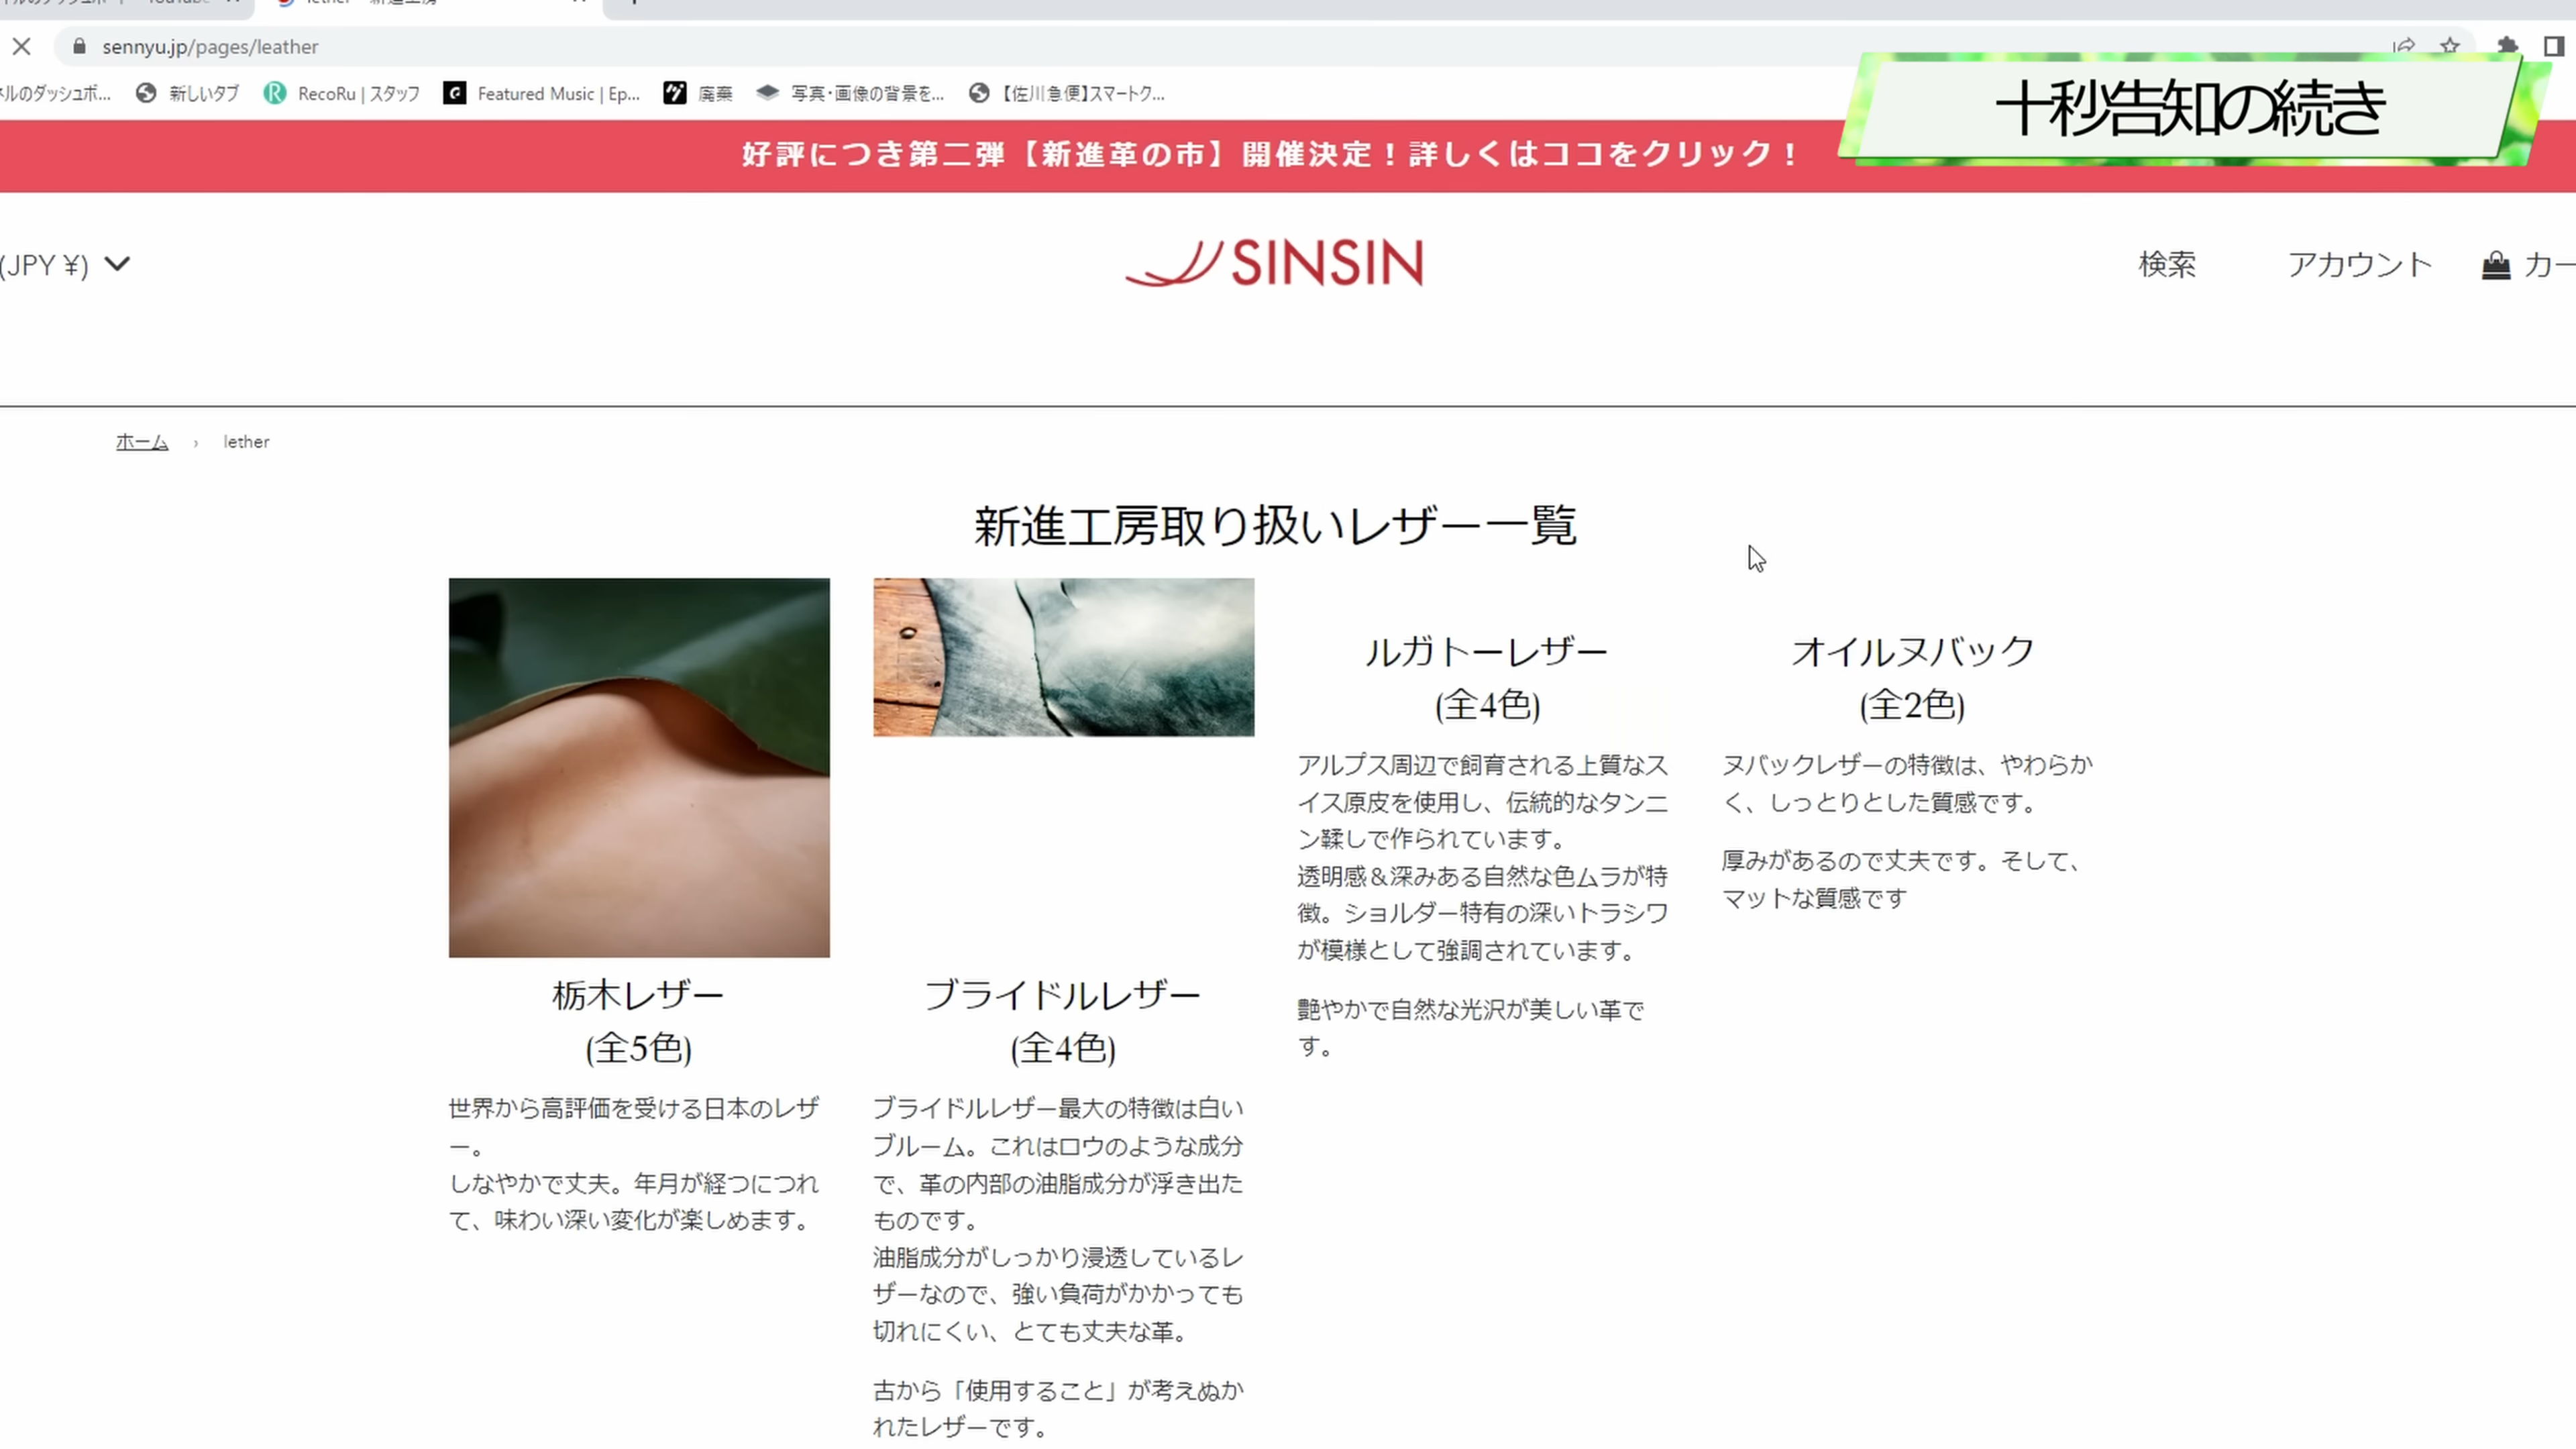 sennyu.jp/pages/leather
ネルのダッシュボ...
新しいタブ
RecoRu | スタッフ
Featured Music | Ep...
廃棄
写真・画像の背景を...
【佐川急便】スマートク...
十秒告知の続き
好評につき第二弾【新進革の市】開催決定！詳しくはココをクリック！
(JPY ¥)
SINSIN
検索
アカウント
カー
ホーム › lether
新進工房取り扱いレザー一覧
栃木レザー
(全5色)
世界から高評価を受ける日本のレザ
ー。
しなやかで丈夫。年月が経つにつれ
て、味わい深い変化が楽しめます。
ブライドルレザー
(全4色)
ブライドルレザー最大の特徴は白い
ブルーム。これはロウのような成分
で、革の内部の油脂成分が浮き出た
ものです。
油脂成分がしっかり浸透しているレ
ザーなので、強い負荷がかかっても
切れにくい、とても丈夫な革。
古から「使用すること」が考えぬか
れたレザーです。
ルガトーレザー
(全4色)
アルプス周辺で飼育される上質なス
イス原皮を使用し、伝統的なタンニ
ン鞣しで作られています。
透明感＆深みある自然な色ムラが特
徴。ショルダー特有の深いトラシワ
が模様として強調されています。
艶やかで自然な光沢が美しい革で
す。
オイルヌバック
(全2色)
ヌバックレザーの特徴は、やわらか
く、しっとりとした質感です。
厚みがあるので丈夫です。そして、
マットな質感です